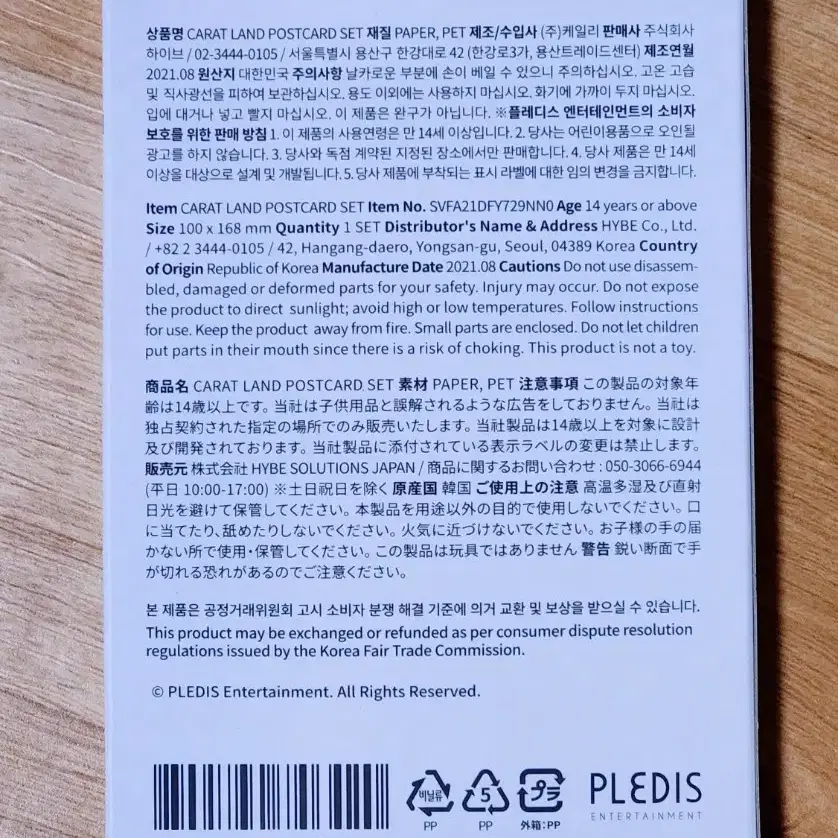 상품명 CARAT LAND POSTCARD SET 재질 PAPER, PET 제조/수입사 (주)케일리 판매사 주식회사
하이브 / 02-3444-0105 / 서울특별시 용산구 한강대로 42 (한강로3가, 용산트레이드센터) 제조연월
2021.08 원산지 대한민국 주의사항 날카로운 부분에 손이 베일 수 있으니 주의하십시오. 고온 고습
및 직사광선을 피하여 보관하십시오. 용도 이외에는 사용하지 마십시오. 화기에 가까이 두지 마십시오.
입에 대거나 넣고 빨지 마십시오. 이 제품은 완구가 아닙니다. ※플레디스 엔터테인먼트의 소비자
보호를 위한 판매 방침 1. 이 제품의 사용연령은 만 14세 이상입니다. 2. 당사는 어린이용품으로 오인될
광고를 하지 않습니다. 3. 당사와 독점 계약된 지정된 장소에서만 판매합니다. 4. 당사 제품은 만 14세
이상을 대상으로 설계 및 개발됩니다. 5. 당사 제품에 부착되는 표시 라벨에 대한 임의 변경을 금지합니다.
Item CARAT LAND POSTCARD SET Item No. SVFA21DFY729NN0 Age 14 years or above
Size 100 x 168 mm Quantity 1 SET Distributor's Name & Address HYBE Co., Ltd.
/ +82 2 3444-0105 / 42, Hangang-daero, Yongsan-gu, Seoul, 04389 Korea Country
of Origin Republic of Korea Manufacture Date 2021.08 Cautions Do not use disassem-
bled, damaged or deformed parts for your safety. Injury may occur. Do not expose
the product to direct sunlight; avoid high or low temperatures. Follow instructions
for use. Keep the product away from fire. Small parts are enclosed. Do not let children
put parts in their mouth since there is a risk of choking. This product is not a toy.
商品名 CARAT LAND POSTCARD SET 素材 PAPER, PET 注意事項 この製品の対象年
齢は14歳以上です。当社は子供用品と誤解されるような広告をしておりません。当社は
独占契約された指定の場所でのみ販売いたします。当社製品は14歳以上を対象に設計
及び開発されております。当社製品に添付されている表示ラベルの変更は禁止します。
販売元 株式会社 HYBE SOLUTIONS JAPAN / 商品に関するお問い合わせ : 050-3066-6944
(平日 10:00-17:00) ※土日祝日を除く 原産国 韓国 ご使用上の注意 高温多湿及び直射
日光を避けて保管してください。本製品を用途以外の目的で使用しないでください。口
に当てたり、舐めたりしないでください。火気に近づけないでください。お子様の手の届
かない所で使用・保管してください。この製品は玩具ではありません 警告 鋭い断面で手
が切れる恐れがあるのでご注意ください。
본 제품은 공정거래위원회 고시 소비자 분쟁 해결 기준에 의거 교환 및 보상을 받으실 수 있습니다.
This product may be exchanged or refunded as per consumer dispute resolution
regulations issued by the Korea Fair Trade Commission.
© PLEDIS Entertainment. All Rights Reserved.
비닐류 5 プラ PLEDIS
PP PP 外箱:PP ENTERTAINMENT